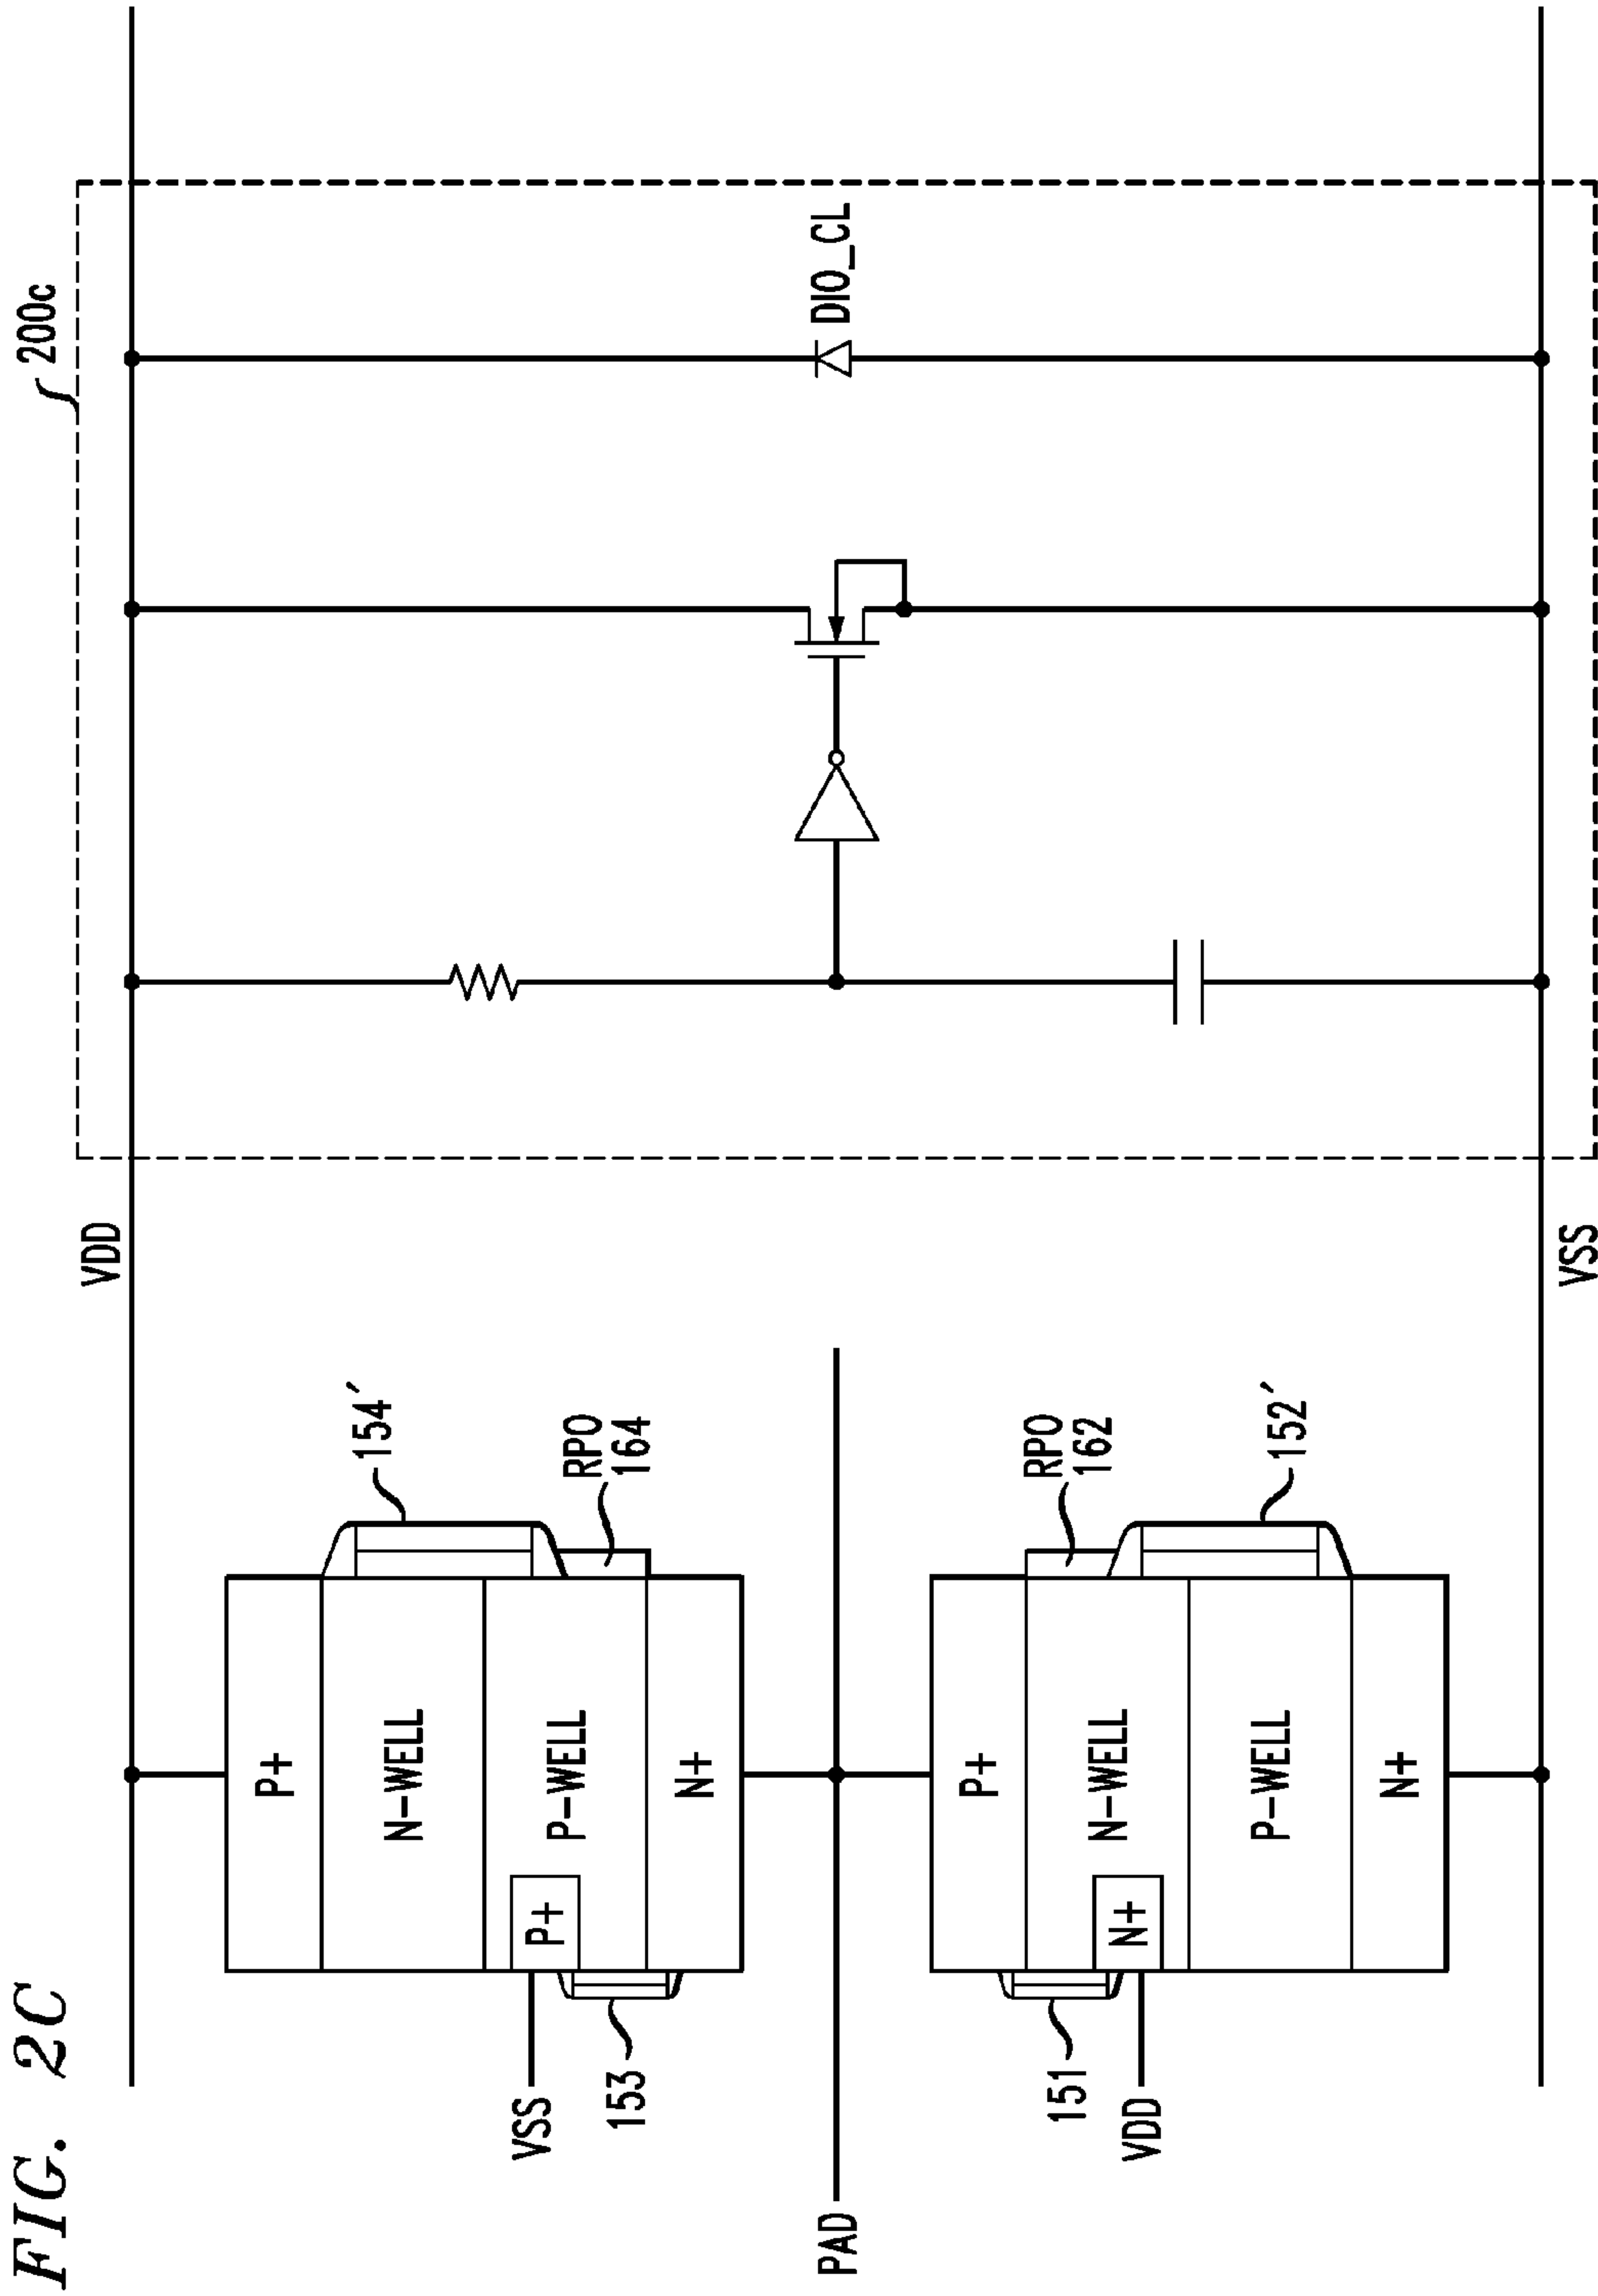 FIG. 2C
200c
VDD
DIO_CL
154′
RPO
164
P+
N-WELL
P-WELL
N+
P+
VSS
153
PAD
RPO
162
152′
P+
N-WELL
P-WELL
N+
N+
151
VDD
VSS